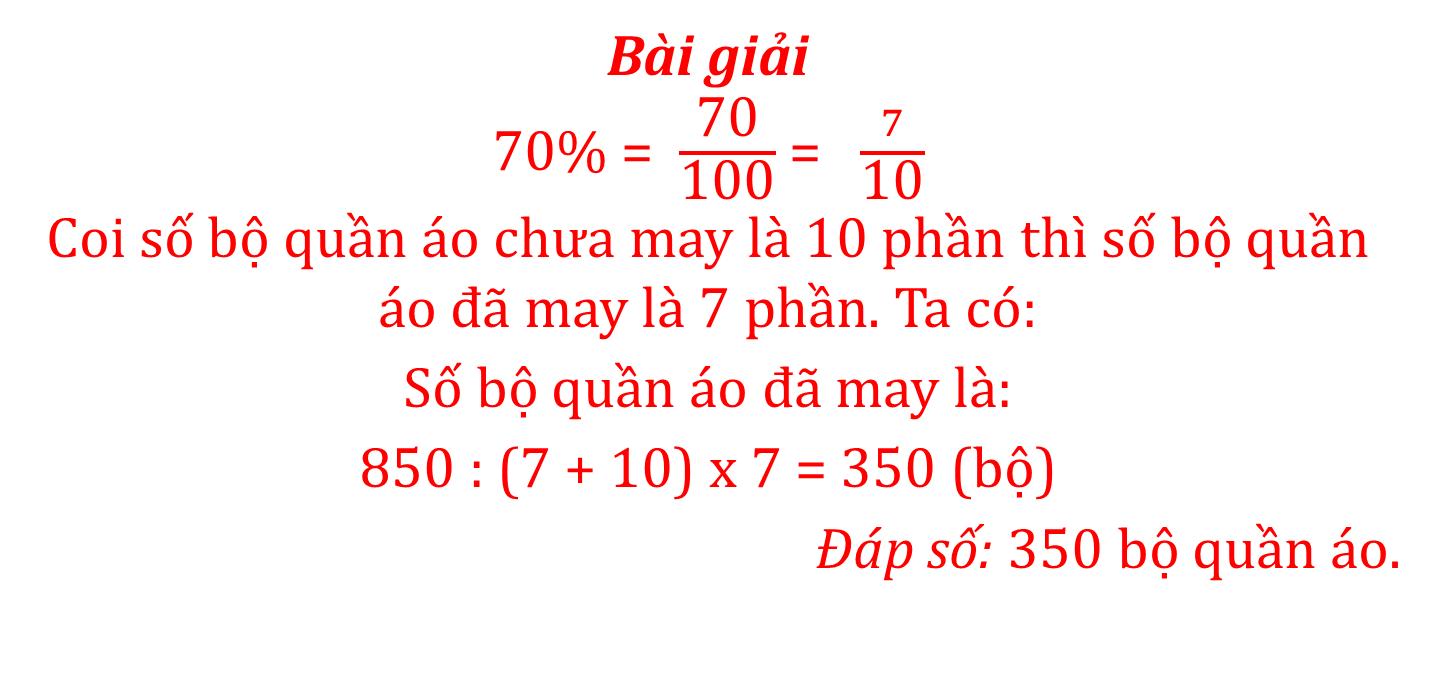 Bài giải
70% = 70/100 = 7/10
Coi số bộ quần áo chưa may là 10 phần thì số bộ quần
áo đã may là 7 phần. Ta có:
Số bộ quần áo đã may là:
850 : (7 + 10) x 7 = 350 (bộ)
Đáp số: 350 bộ quần áo.